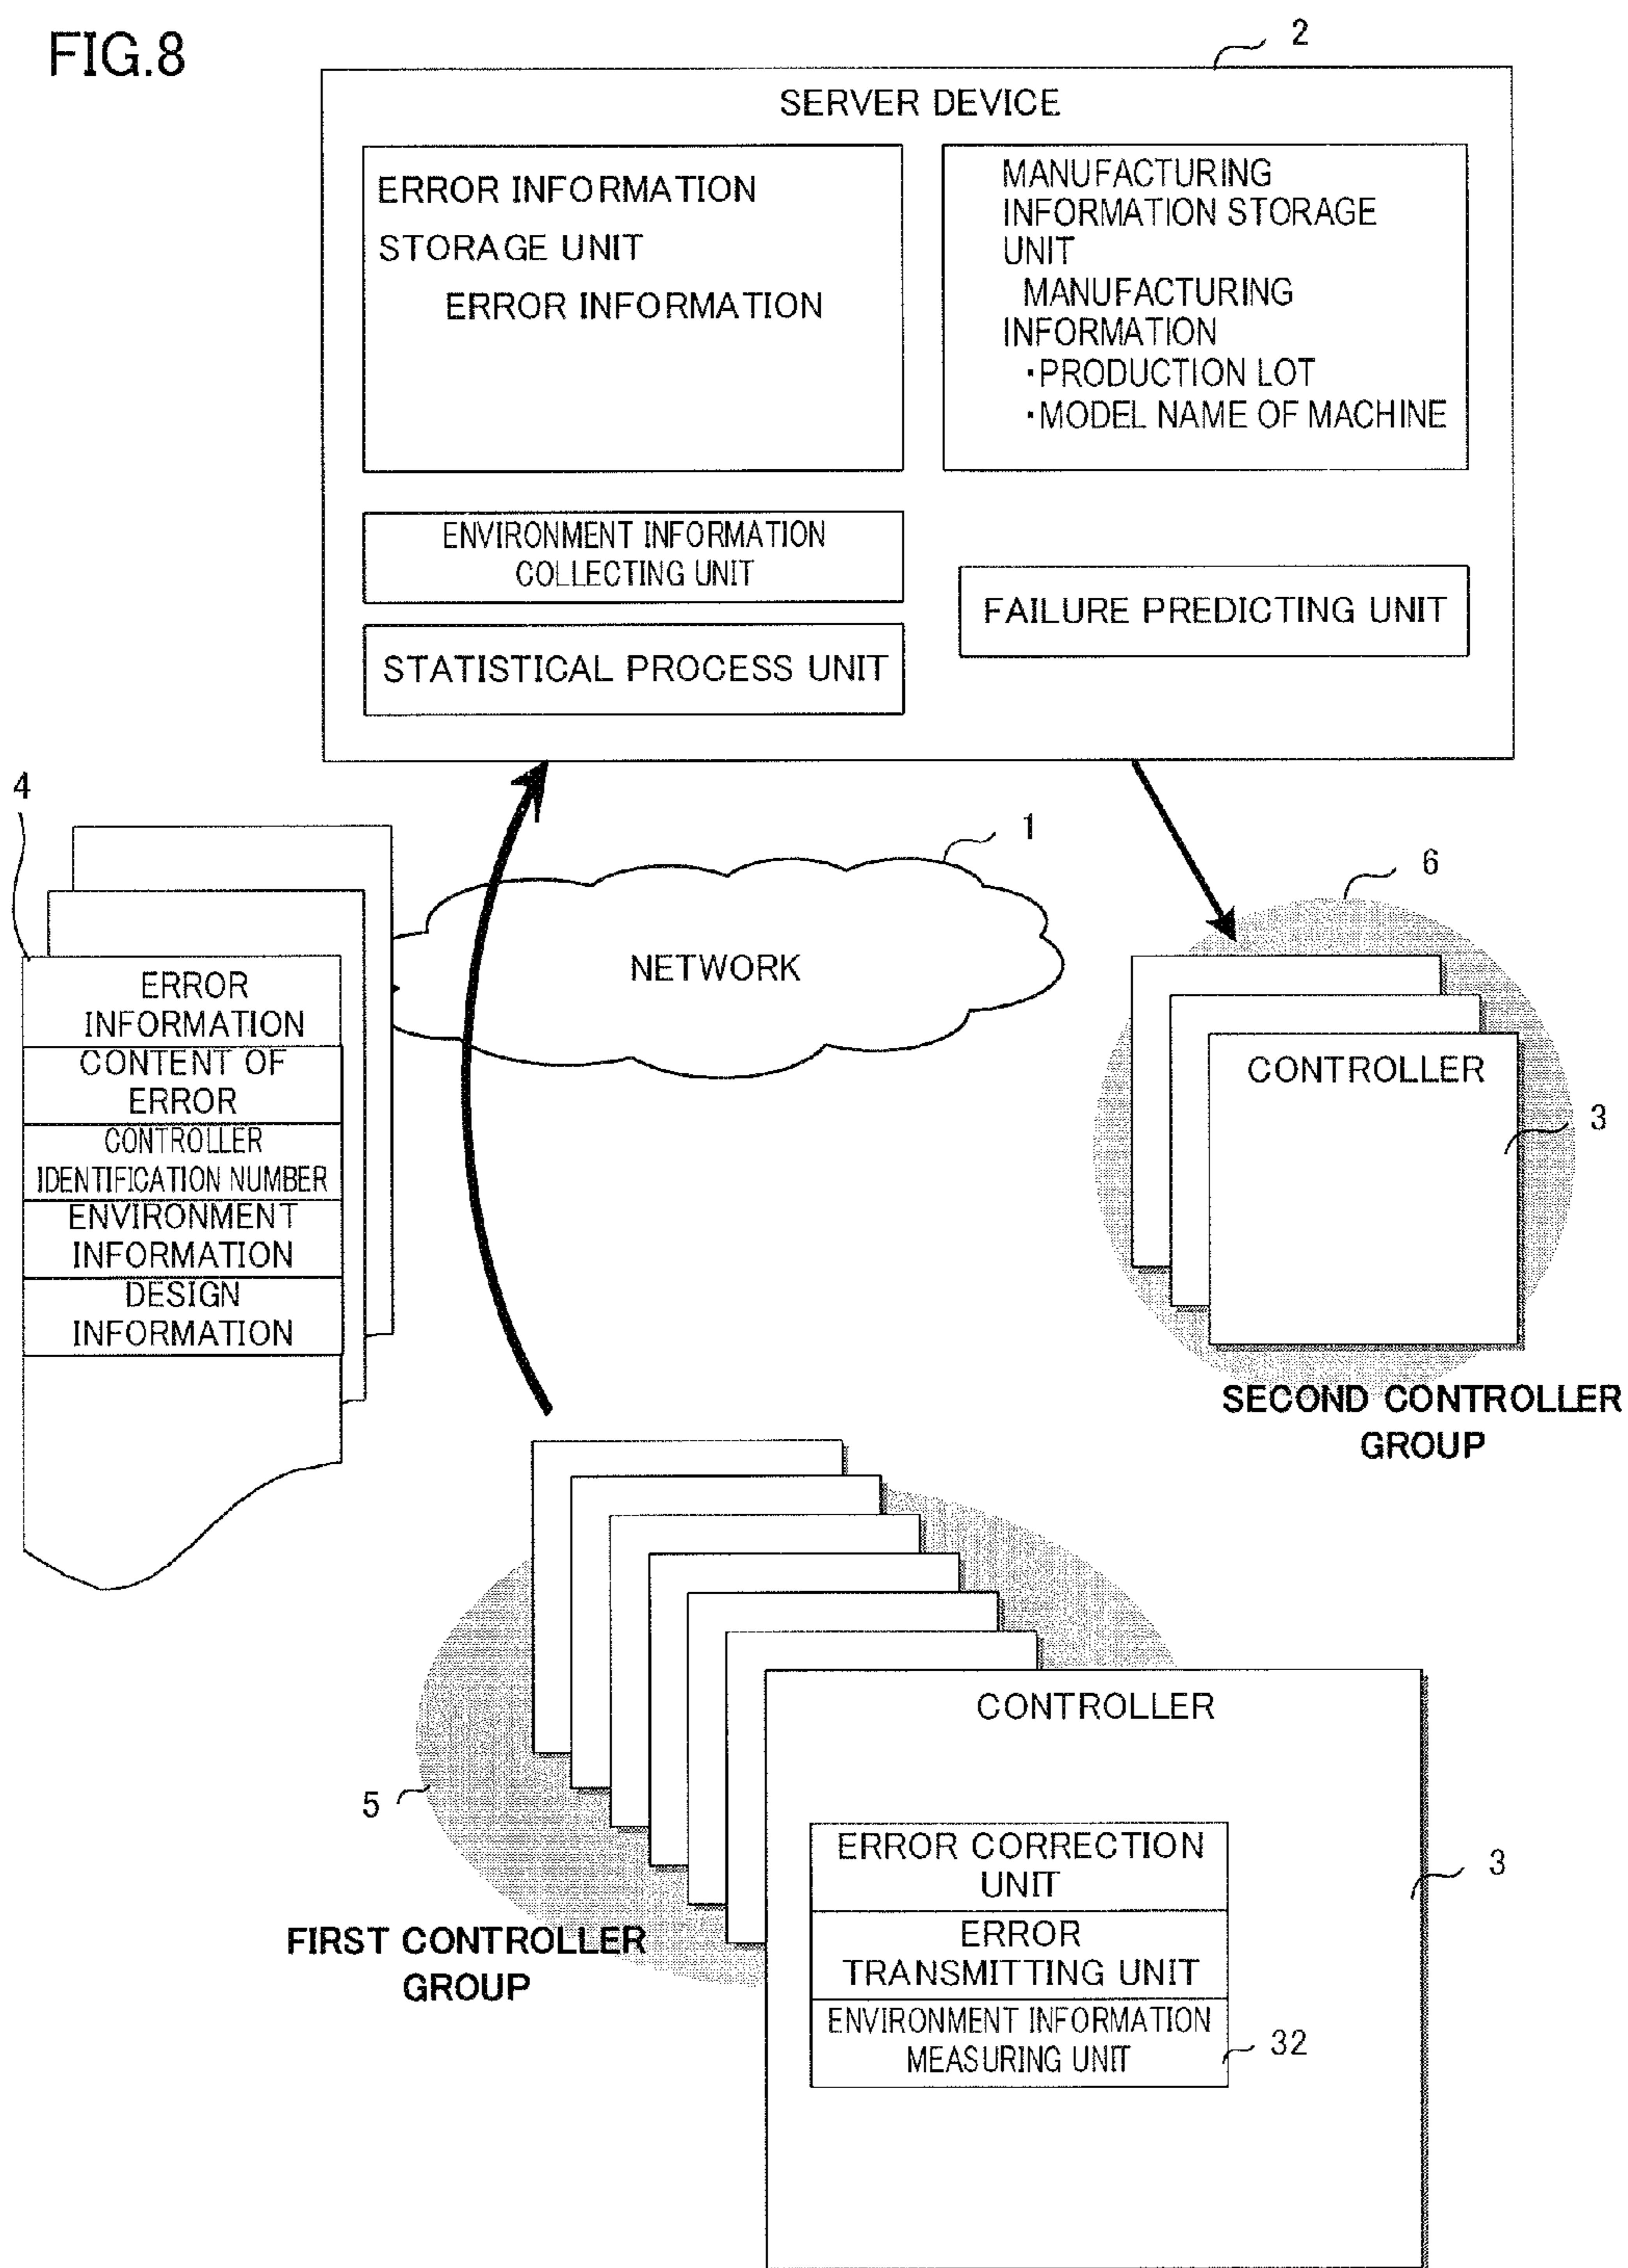 FIG.8
2
SERVER DEVICE
ERROR INFORMATION
STORAGE UNIT
ERROR INFORMATION
MANUFACTURING
INFORMATION STORAGE
UNIT
MANUFACTURING
INFORMATION
・PRODUCTION LOT
・MODEL NAME OF MACHINE
ENVIRONMENT INFORMATION
COLLECTING UNIT
STATISTICAL PROCESS UNIT
FAILURE PREDICTING UNIT
4
ERROR
INFORMATION
CONTENT OF
ERROR
CONTROLLER
IDENTIFICATION NUMBER
ENVIRONMENT
INFORMATION
DESIGN
INFORMATION
1
NETWORK
6
CONTROLLER
3
SECOND CONTROLLER
GROUP
5
FIRST CONTROLLER
GROUP
CONTROLLER
ERROR CORRECTION
UNIT
ERROR
TRANSMITTING UNIT
ENVIRONMENT INFORMATION
MEASURING UNIT
32
3